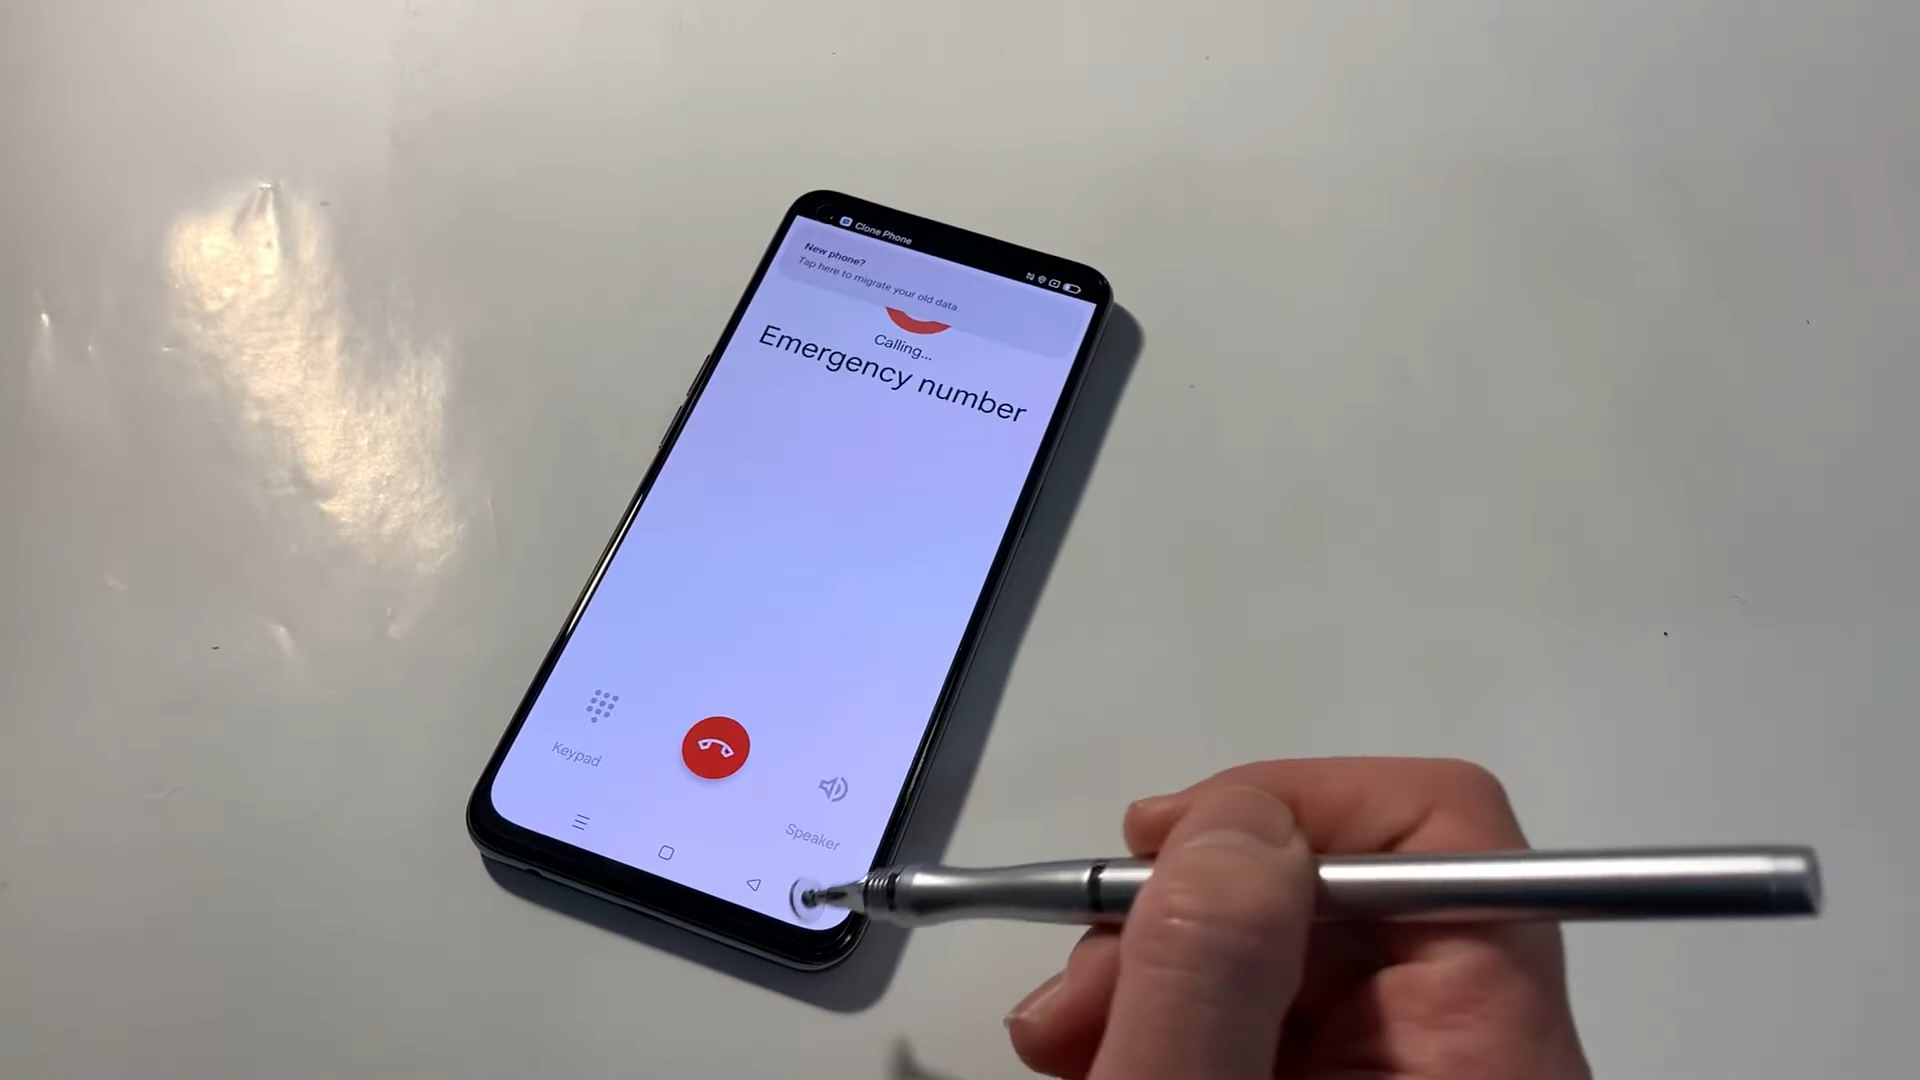 Clone Phone
New phone?
Tap here to migrate your old data.
Calling...
Emergency number
Keypad
Speaker